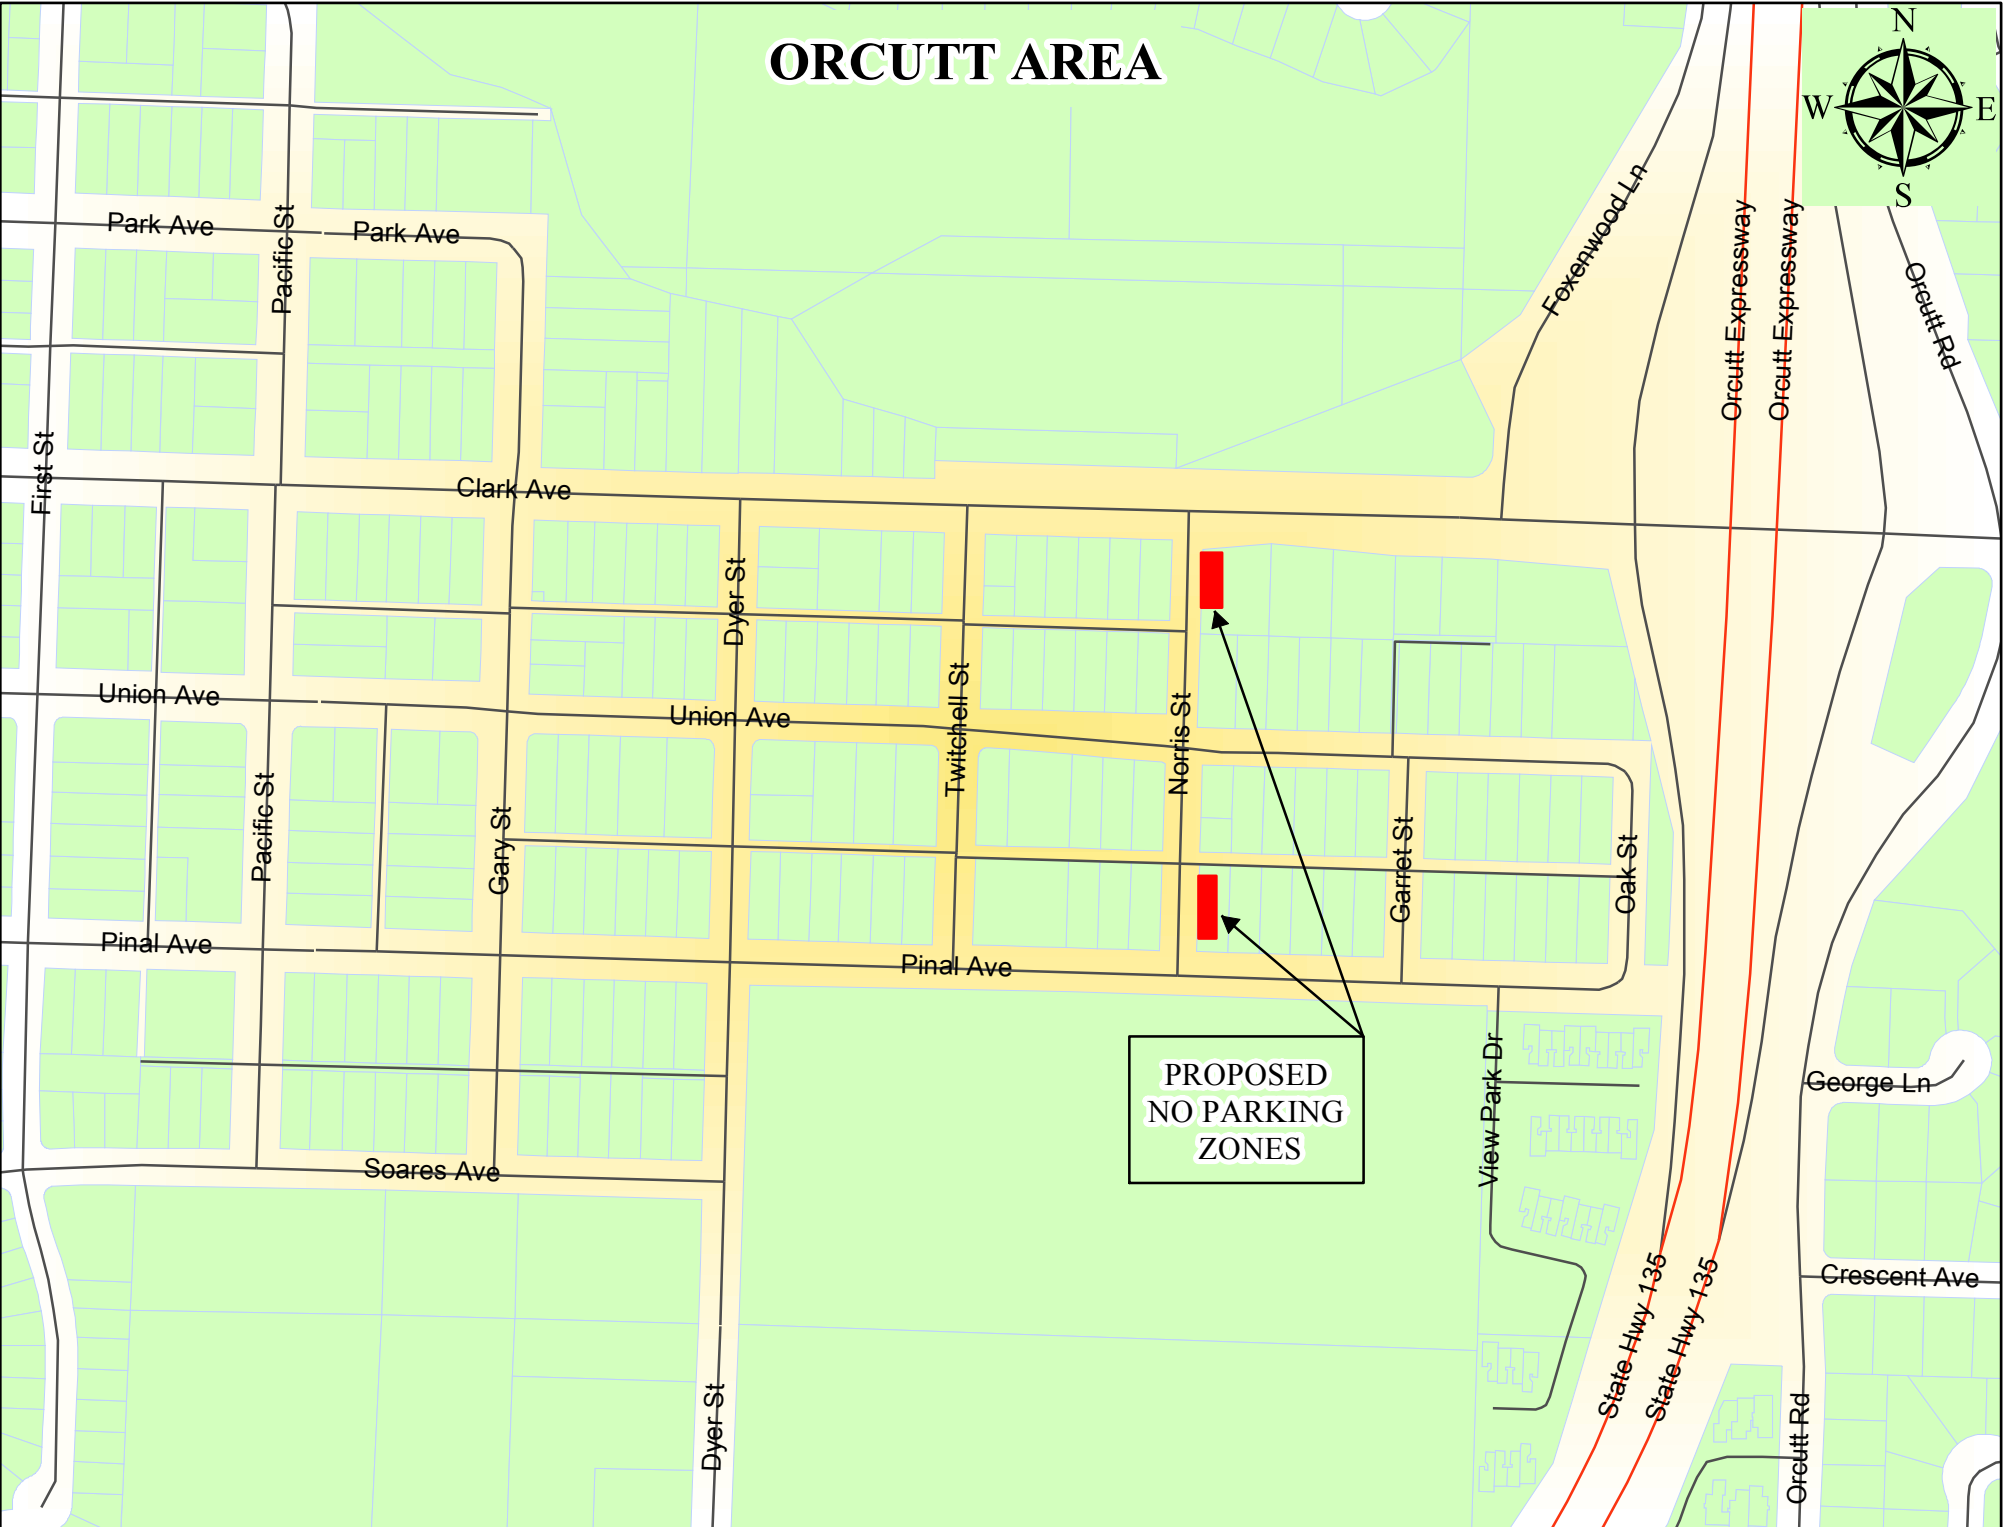 ORCUTT AREA
N
W
E
S
Park Ave
Park Ave
Pacific St
Foxenwood Ln
Orcutt Expressway
Orcutt Expressway
Orcutt Rd
First St
Clark Ave
Dyer St
Union Ave
Union Ave
Twitchell St
Norris St
Pacific St
Gary St
Garret St
Oak St
Pinal Ave
Pinal Ave
PROPOSED
NO PARKING
ZONES
View Park Dr
George Ln
Soares Ave
Crescent Ave
State Hwy 135
State Hwy 135
Dyer St
Orcutt Rd